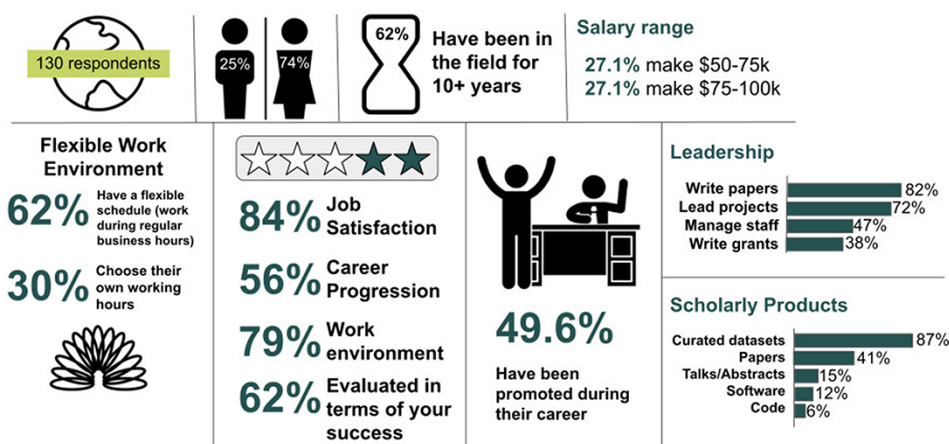 130 respondents
25%
74%
62%
Have been in
the field for
10+ years
Salary range
27.1% make $50-75k
27.1% make $75-100k
Flexible Work
Environment
62%
Have a flexible
schedule (work
during regular
business hours)
30%
Choose their
own working
hours
84% Job
Satisfaction
56% Career
Progression
79% Work
environment
62% Evaluated in
terms of your
success
49.6%
Have been
promoted during
their career
Leadership
Write papers 82%
Lead projects 72%
Manage staff 47%
Write grants 38%
Scholarly Products
Curated datasets 87%
Papers 41%
Talks/Abstracts 15%
Software 12%
Code 6%